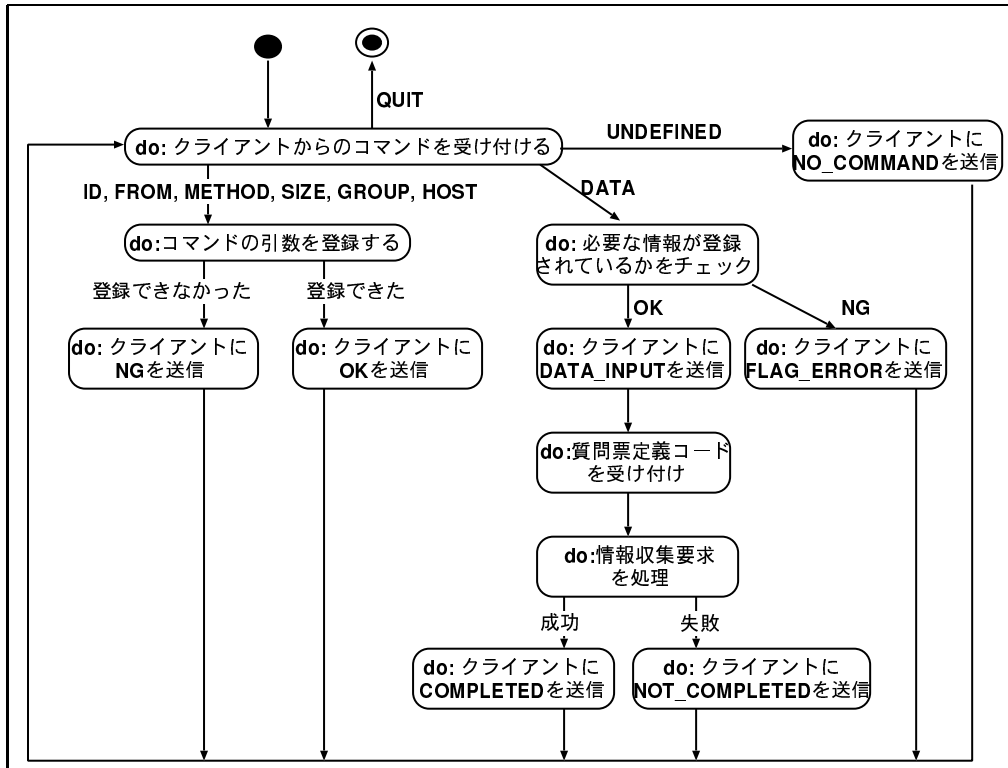 QUIT
do: クライアントからのコマンドを受け付ける
UNDEFINED
do: クライアントに
NO_COMMANDを送信
ID, FROM, METHOD, SIZE, GROUP, HOST
DATA
do:コマンドの引数を登録する
do: 必要な情報が登録
されているかをチェック
登録できなかった
登録できた
OK
NG
do: クライアントに
NGを送信
do: クライアントに
OKを送信
do: クライアントに
DATA_INPUTを送信
do: クライアントに
FLAG_ERRORを送信
do:質問票定義コード
を受け付け
do:情報収集要求
を処理
成功
失敗
do: クライアントに
COMPLETEDを送信
do: クライアントに
NOT_COMPLETEDを送信